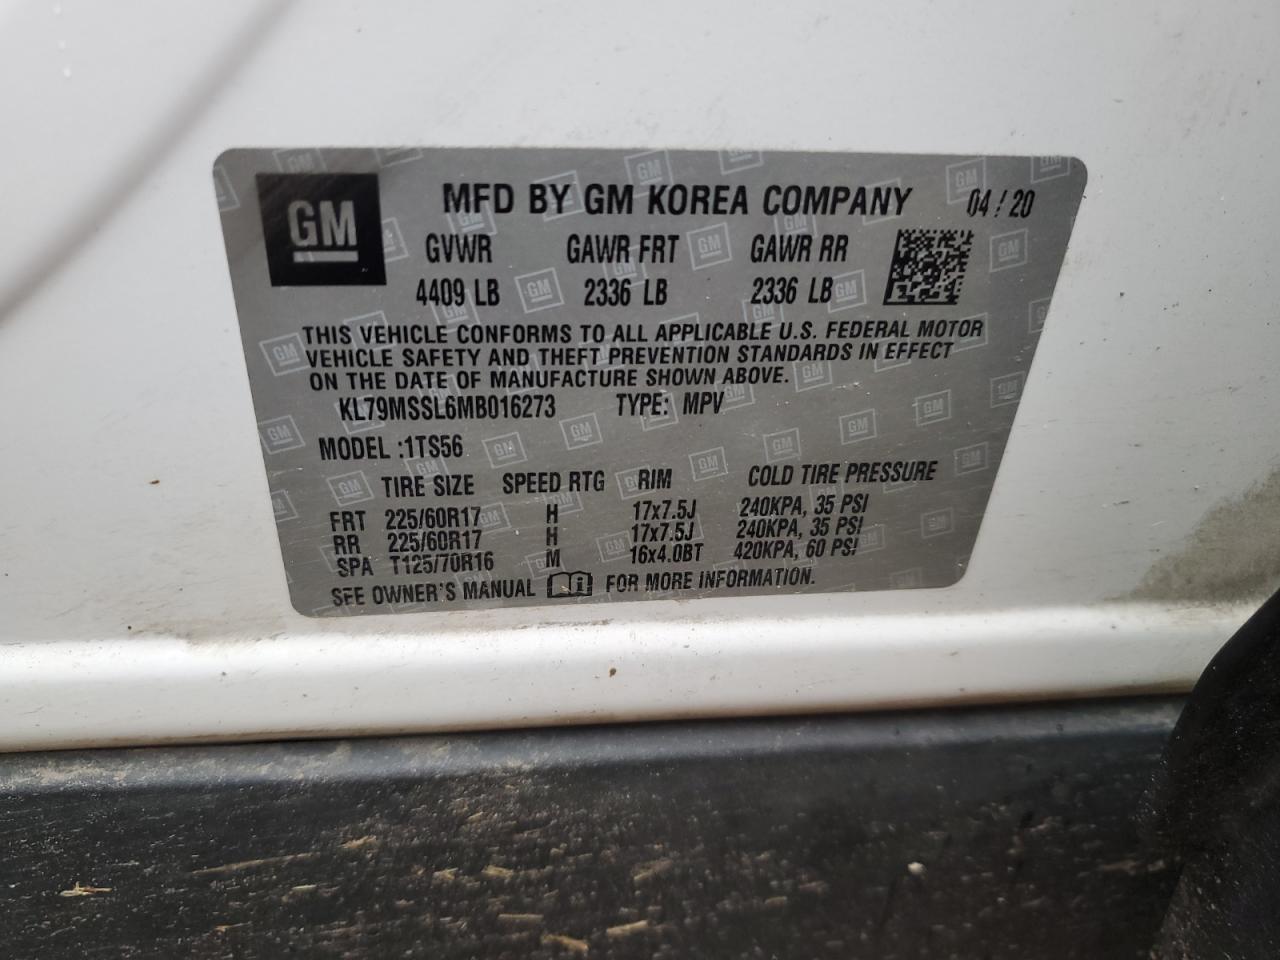 GM MFD BY GM KOREA COMPANY 04 / 20
GVWR GAWR FRT GAWR RR
4409 LB 2336 LB 2336 LB
THIS VEHICLE CONFORMS TO ALL APPLICABLE U.S. FEDERAL MOTOR
VEHICLE SAFETY AND THEFT PREVENTION STANDARDS IN EFFECT
ON THE DATE OF MANUFACTURE SHOWN ABOVE.
KL79MSSL6MB016273 TYPE: MPV
MODEL :1TS56
TIRE SIZE SPEED RTG RIM COLD TIRE PRESSURE
FRT 225/60R17 H 17x7.5J 240KPA, 35 PSI
RR 225/60R17 H 17x7.5J 240KPA, 35 PSI
SPA T125/70R16 M 16x4.0BT 420KPA, 60 PSI
SEE OWNER'S MANUAL FOR MORE INFORMATION.